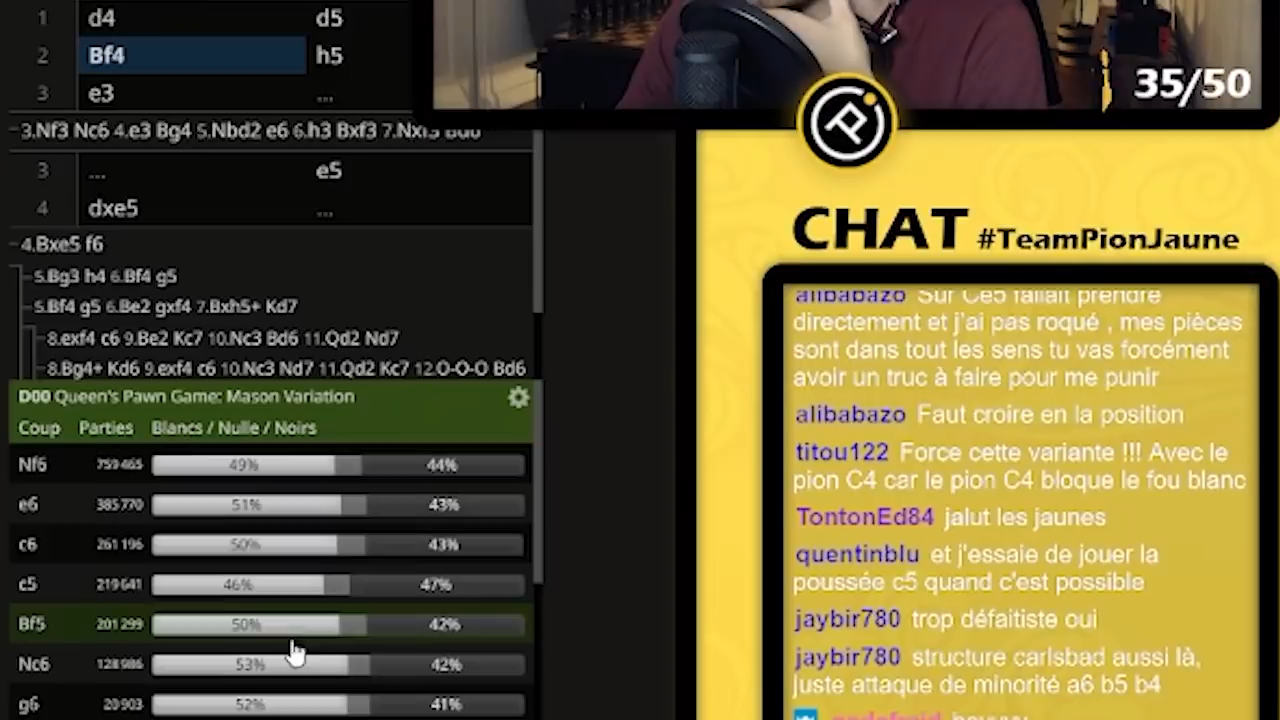 1 d4 d5
2 Bf4 h5
3 e3 ...
3.Nf3 Nc6 4.e3 Bg4 5.Nbd2 e6 6.h3 Bxf3 7.Nxf3 Bd6
3 ... e5
4 dxe5 ...
4.Bxe5 f6
5.Bg3 h4 6.Bf4 g5
5.Bf4 g5 6.Be2 gxf4 7.Bxh5+ Kd7
8.exf4 c6 9.Be2 Kc7 10.Nc3 Bd6 11.Qd2 Nd7
8.Bg4+ Kd6 9.exf4 c6 10.Nc3 Nd7 11.Qd2 Kc7 12.O-O-O Bd6
D00 Queen's Pawn Game: Mason Variation
Coup Parties Blancs / Nulle / Noirs
Nf6 759 465 49% 44%
e6 385 770 51% 43%
c6 261 196 50% 43%
c5 219 641 46% 47%
Bf5 201 299 50% 42%
Nc6 128 986 53% 42%
g6 20 903 52% 41%
35/50
CHAT #TeamPionJaune
alibabazo Sur Ce5 fallait prendre
directement et j'ai pas roqué , mes pièces
sont dans tout les sens tu vas forcément
avoir un truc à faire pour me punir
alibabazo Faut croire en la position
titou122 Force cette variante !!! Avec le
pion C4 car le pion C4 bloque le fou blanc
TontonEd84 jalut les jaunes
quentinblu et j'essaie de jouer la
poussée c5 quand c'est possible
jaybir780 trop défaitiste oui
jaybir780 structure carlsbad aussi là,
juste attaque de minorité a6 b5 b4